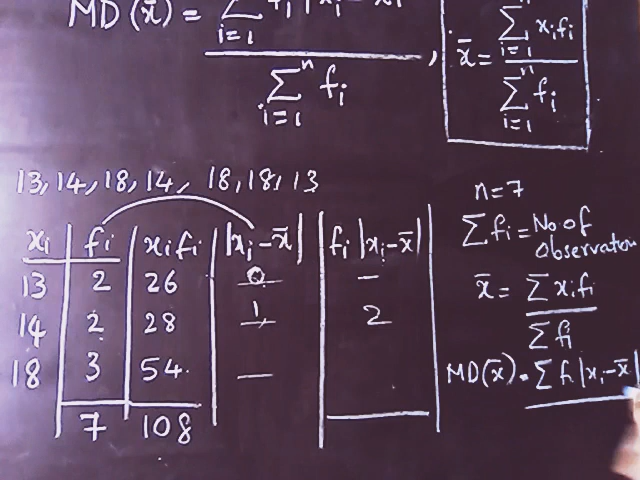 MD(x̄) = Σ i=1 fi |xi - x̄|
Σ i=1 n fi
,
x̄ = Σ i=1 n xifi
Σ i=1 n fi
13, 14, 18, 14, 18, 18, 13
n=7
Σfi = No of
observation
xi | fi | xifi | |xi-x̄| | fi |xi-x̄|
13 2 26 0 —
14 2 28 1 2
18 3 54. —
7 108
x̄ = Σxifi
Σfi
MD(x̄) = Σ fi |xi-x̄|